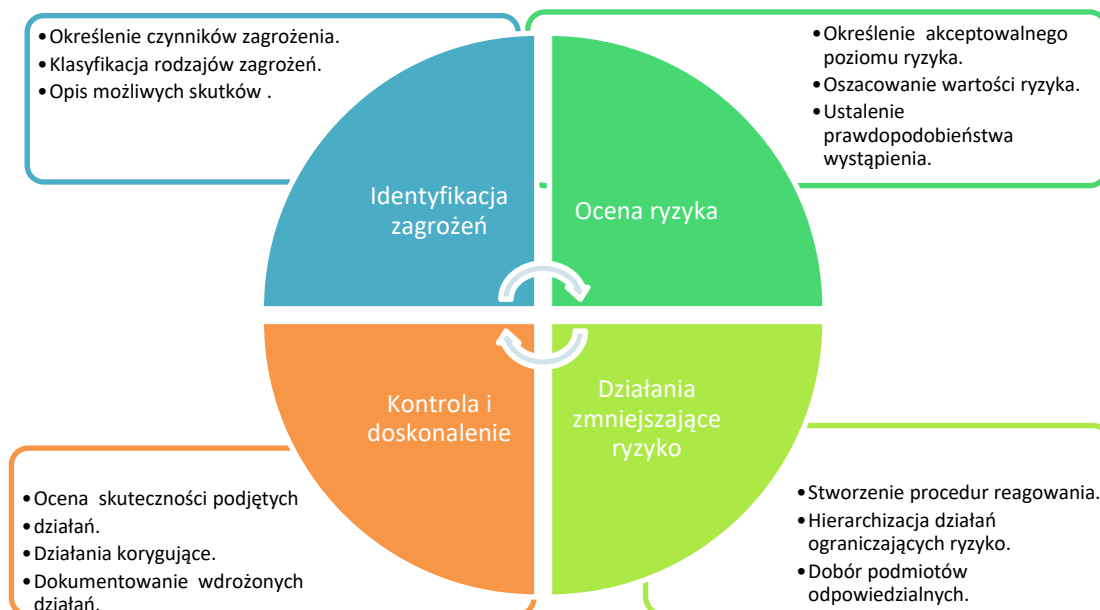 •Określenie czynników zagrożenia.
•Klasyfikacja rodzajów zagrożeń.
•Opis możliwych skutków .
•Określenie akceptowalnego
poziomu ryzyka.
•Oszacowanie wartości ryzyka.
•Ustalenie
prawdopodobieństwa
wystąpienia.
Identyfikacja
zagrożeń
Ocena ryzyka
Kontrola i
doskonalenie
Działania
zmniejszające
ryzyko
•Ocena skuteczności podjętych
•działań.
•Działania korygujące.
•Dokumentowanie wdrożonych
działań.
•Stworzenie procedur reagowania.
•Hierarchizacja działań
ograniczających ryzyko.
•Dobór podmiotów
odpowiedzialnych.